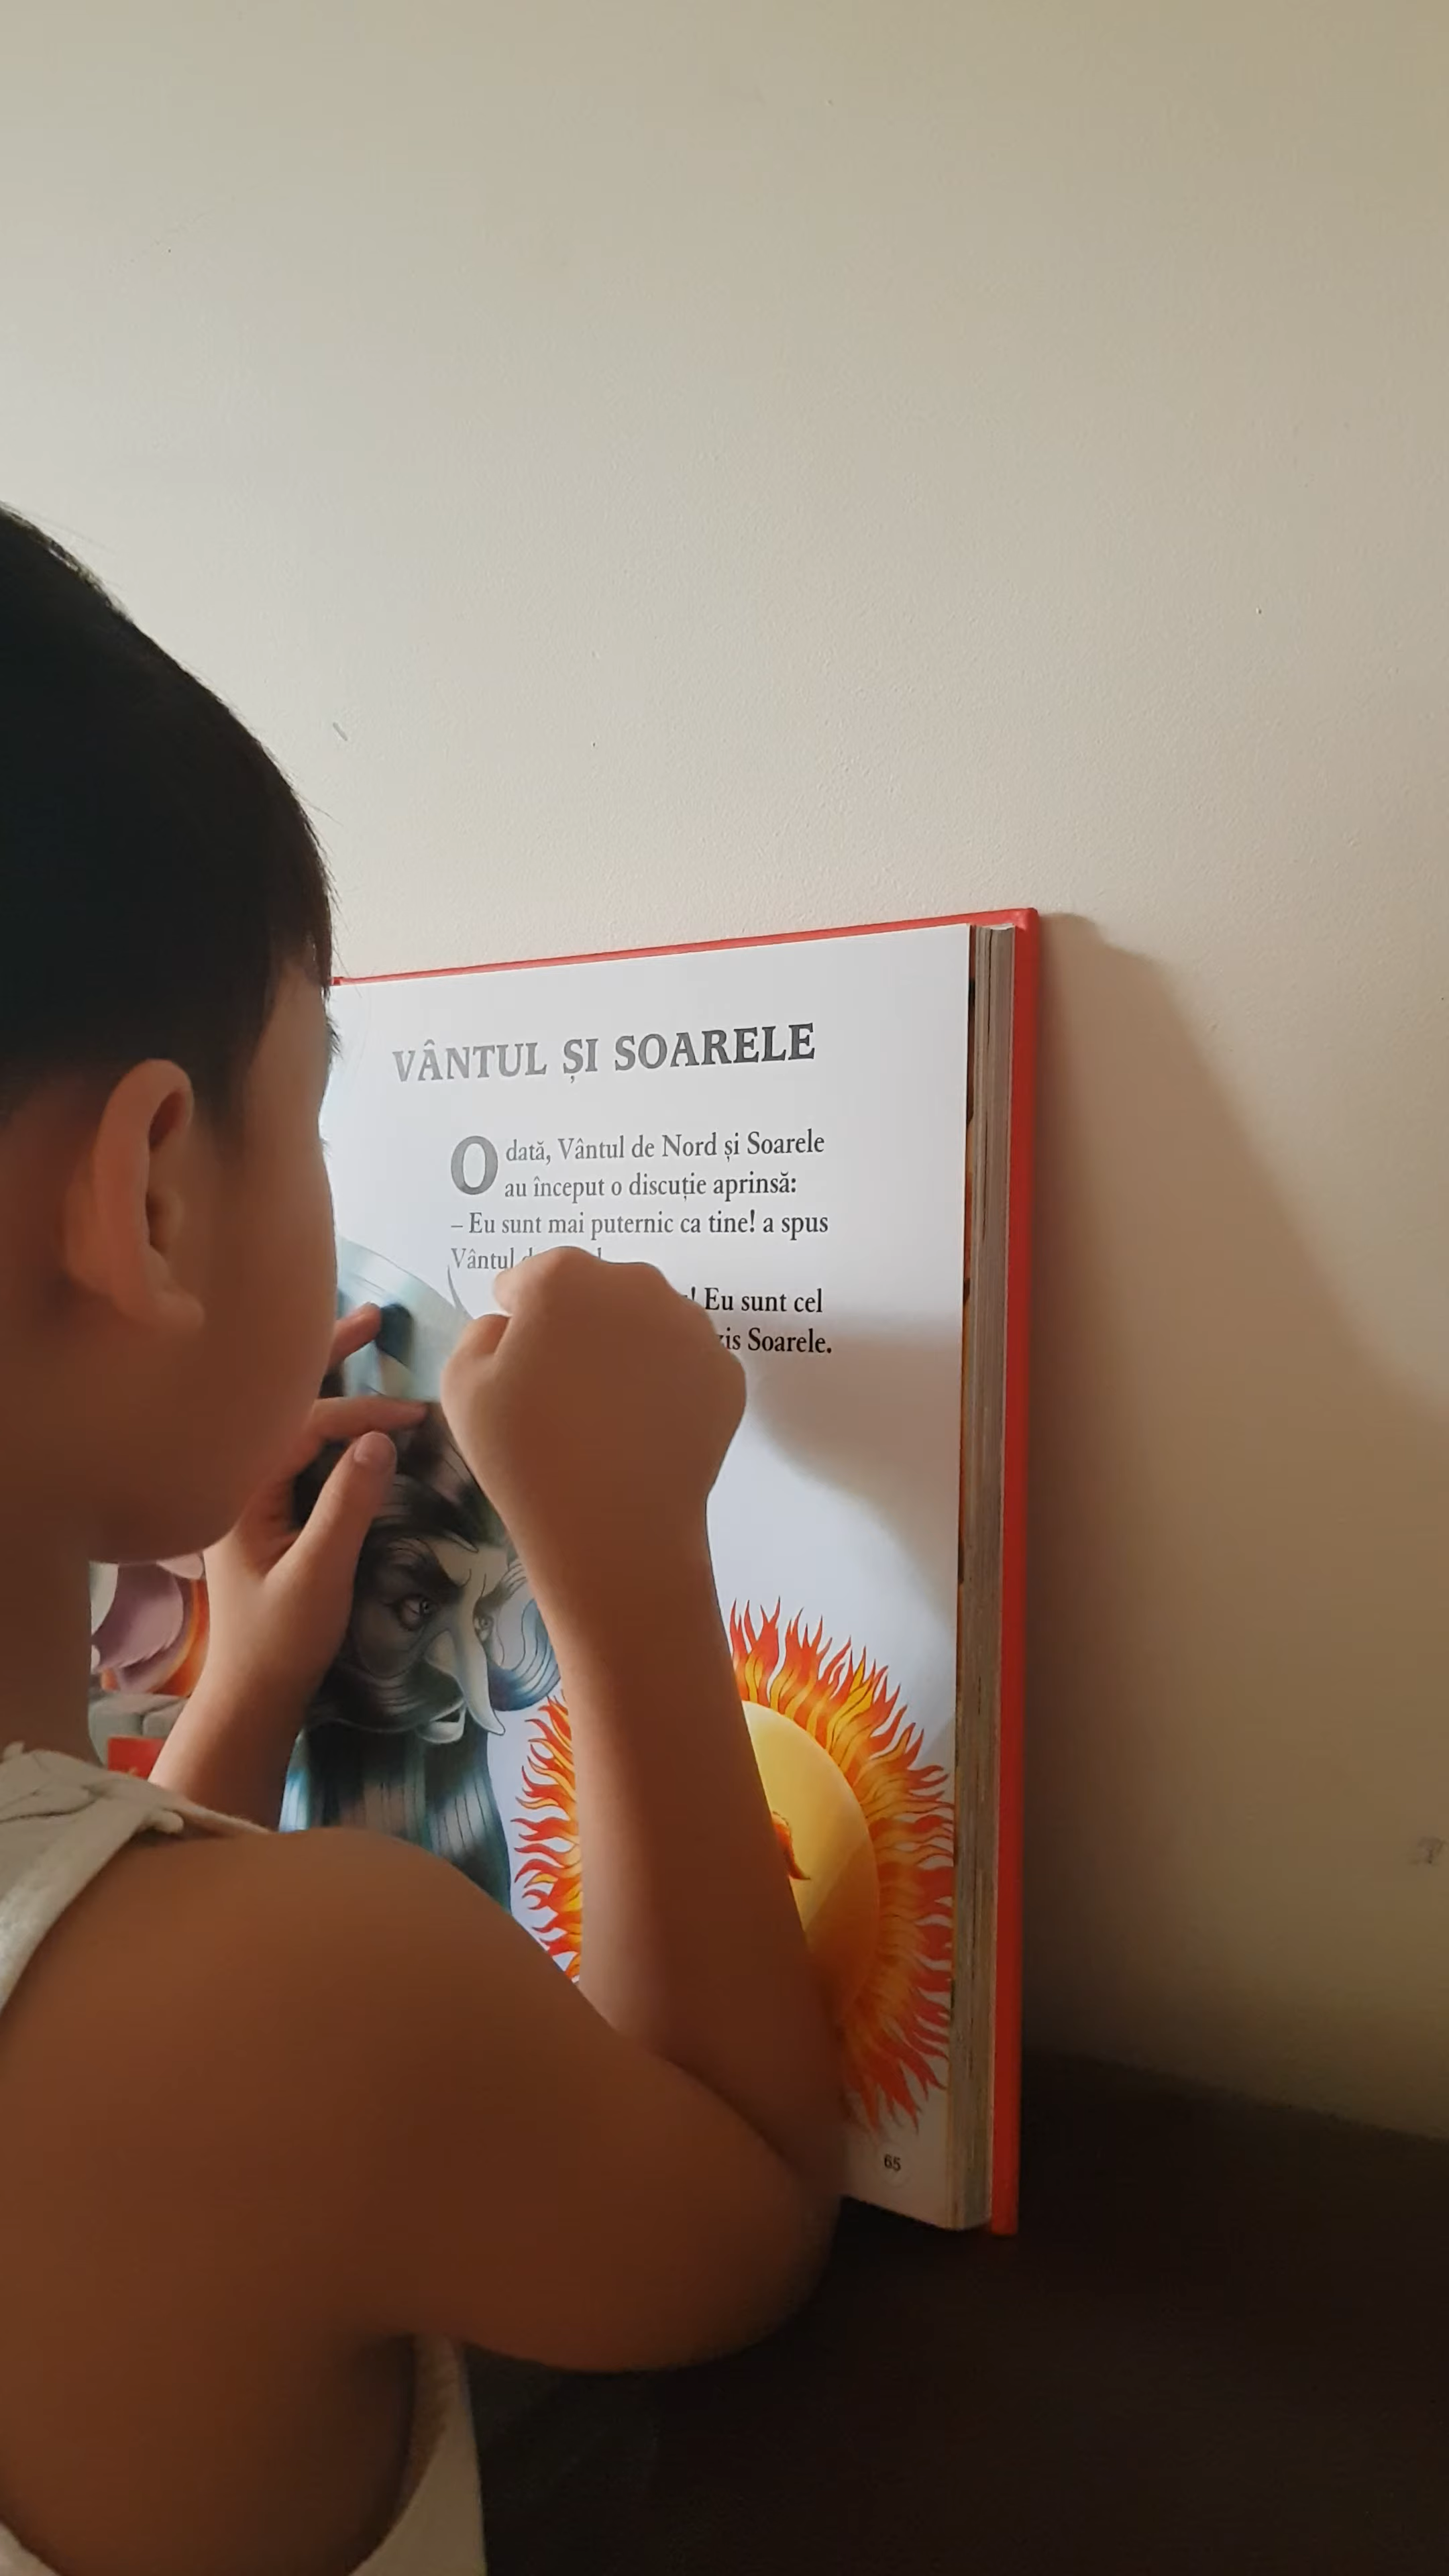 VÂNTUL ȘI SOARELE
Odată, Vântul de Nord și Soarele
au început o discuție aprinsă:
– Eu sunt mai puternic ca tine! a spus
Vântul
! Eu sunt cel
Soarele.
65